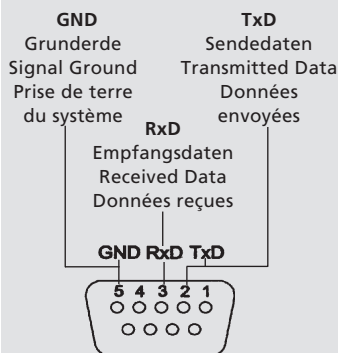 GND
Grunderde
Signal Ground
Prise de terre
du système
TxD
Sendedaten
Transmitted Data
Données
envoyées
RxD
Empfangsdaten
Received Data
Données reçues
GND RxD TxD
5 4 3 2 1